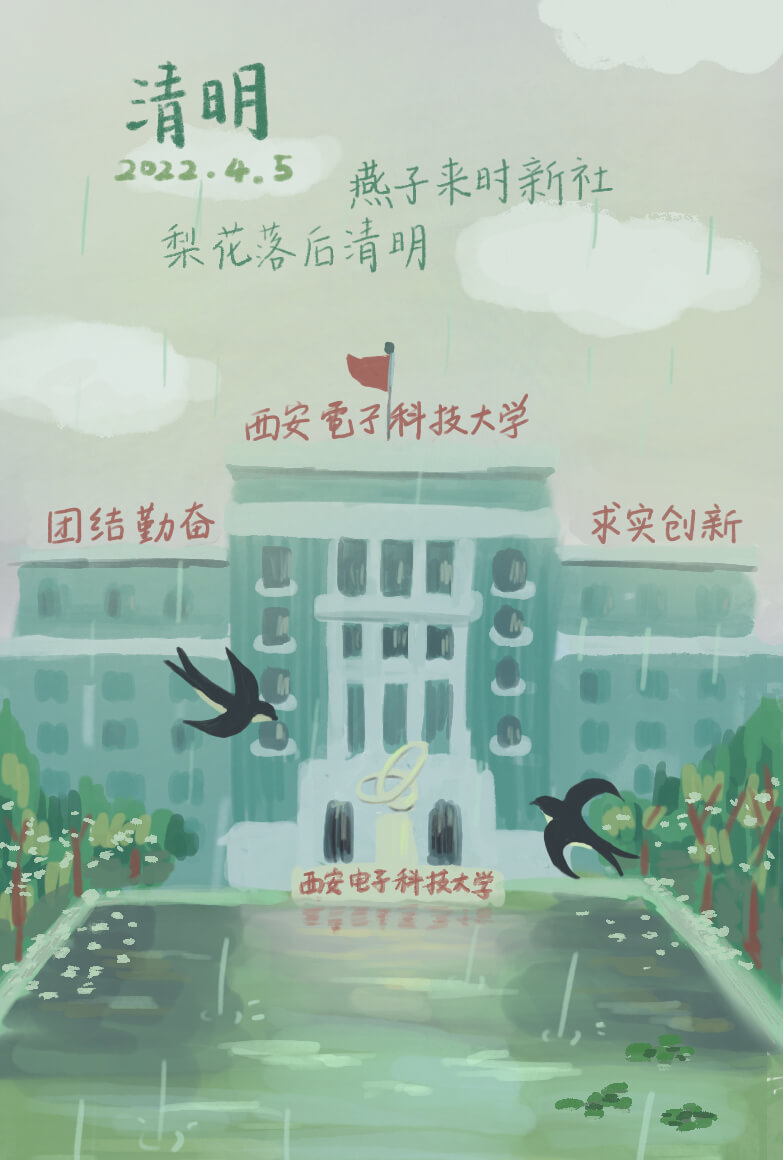 清明
2022.4.5
燕子来时新社
梨花落后清明
西安電子科技大学
团结勤奋
求实创新
西安电子科技大学